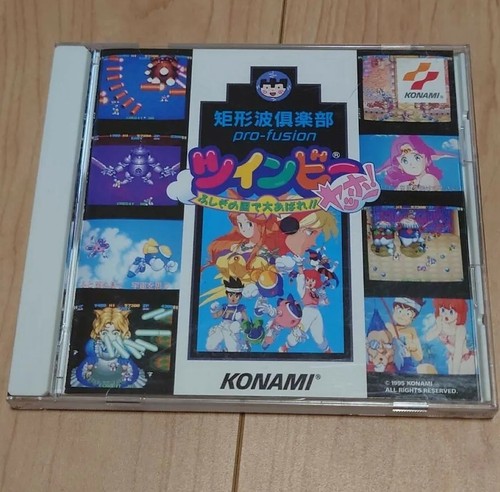 矩形波倶楽部
pro-fusion
KONAMI
ツインビー®
ヤッホー!
ふしぎの国で大あばれ!!
KONAMI®
© 1995 KONAMI
ALL RIGHTS RESERVED.